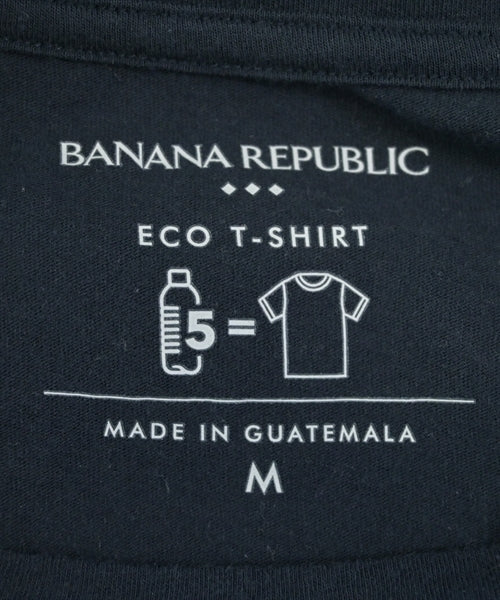 BANANA REPUBLIC
ECO T-SHIRT
5 =
MADE IN GUATEMALA
M